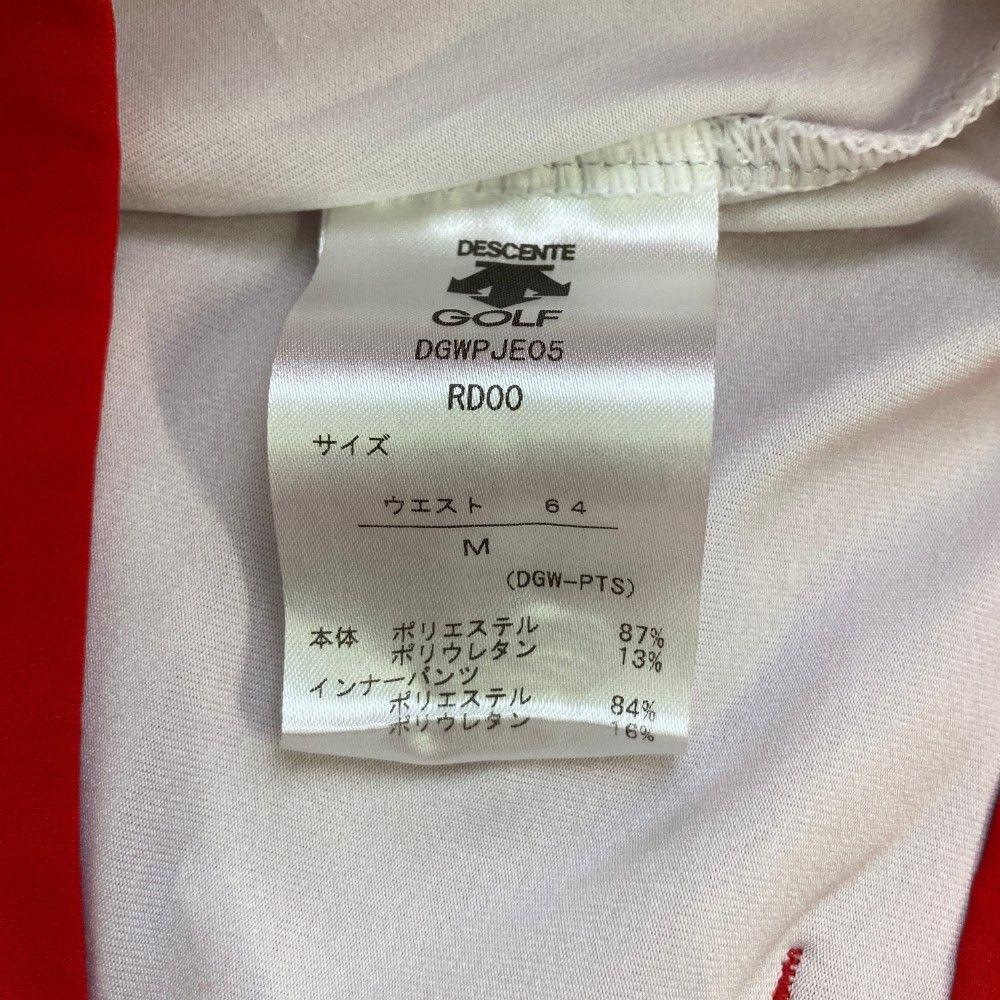 DESCENTE
GOLF
DGWPJE05
RD00
サイズ
ウエスト 64
M
(DGW-PTS)
本体 ポリエステル 87%
ポリウレタン 13%
インナーパンツ
ポリエステル 84%
ポリウレタン 16%